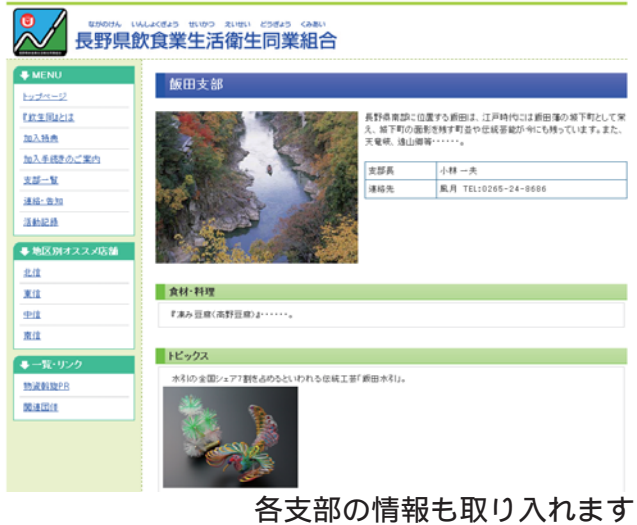 ながのけん いんしょくぎょう せいかつ えいせい どうぎょう くみあい
長野県飲食業生活衛生同業組合
MENU
トップページ
『飲生同』とは
加入特典
加入手続きのご案内
支部一覧
連絡・告知
活動記録
地区別オススメ店舗
北信
東信
中信
南信
一覧・リンク
物資斡旋PR
関連団体
飯田支部
長野県南部に位置する飯田は、江戸時代には飯田藩の城下町として栄
え、城下町の面影を残す町並や伝統芸能が今にも残っています。また、
天竜峡、遠山郷等・・・・・・。
支部長 小林 一夫
連絡先 風月 TEL:0265-24-8686
食材・料理
『凍み豆腐(高野豆腐)は・・・・・・。
トピックス
水引の全国シェア7割を占めるといわれる伝統工芸「飯田水引」。
各支部の情報も取り入れます